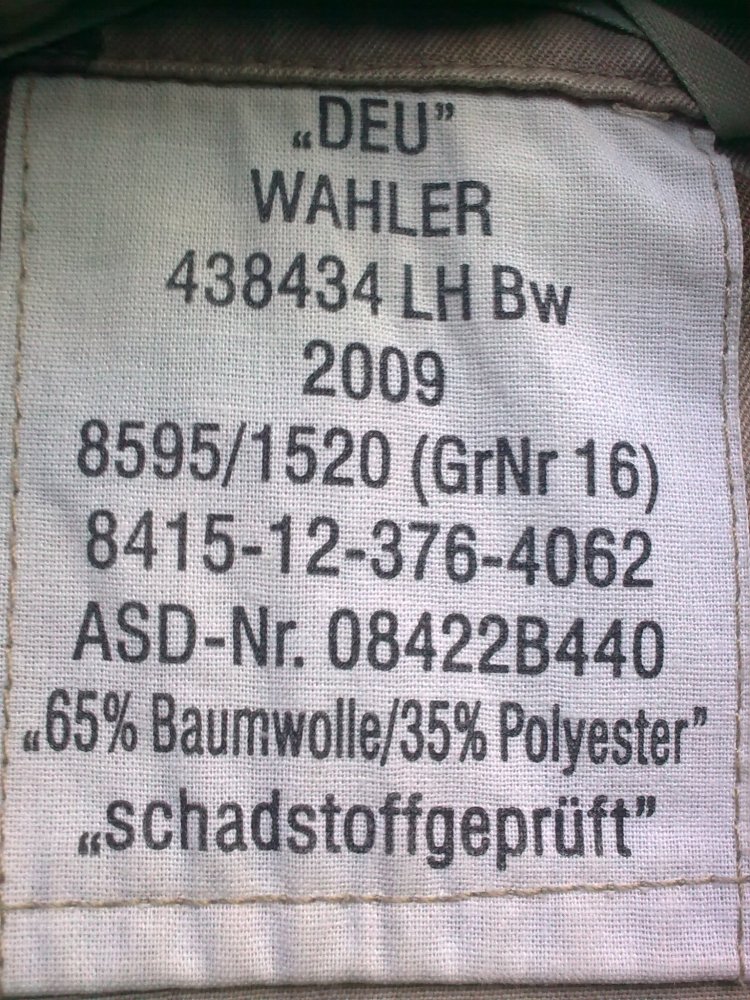 „DEU”
WAHLER
438434 LH Bw
2009
8595/1520 (GrNr 16)
8415-12-376-4062
ASD-Nr. 08422B440
„65% Baumwolle/35% Polyester”
„schadstoffgeprüft”